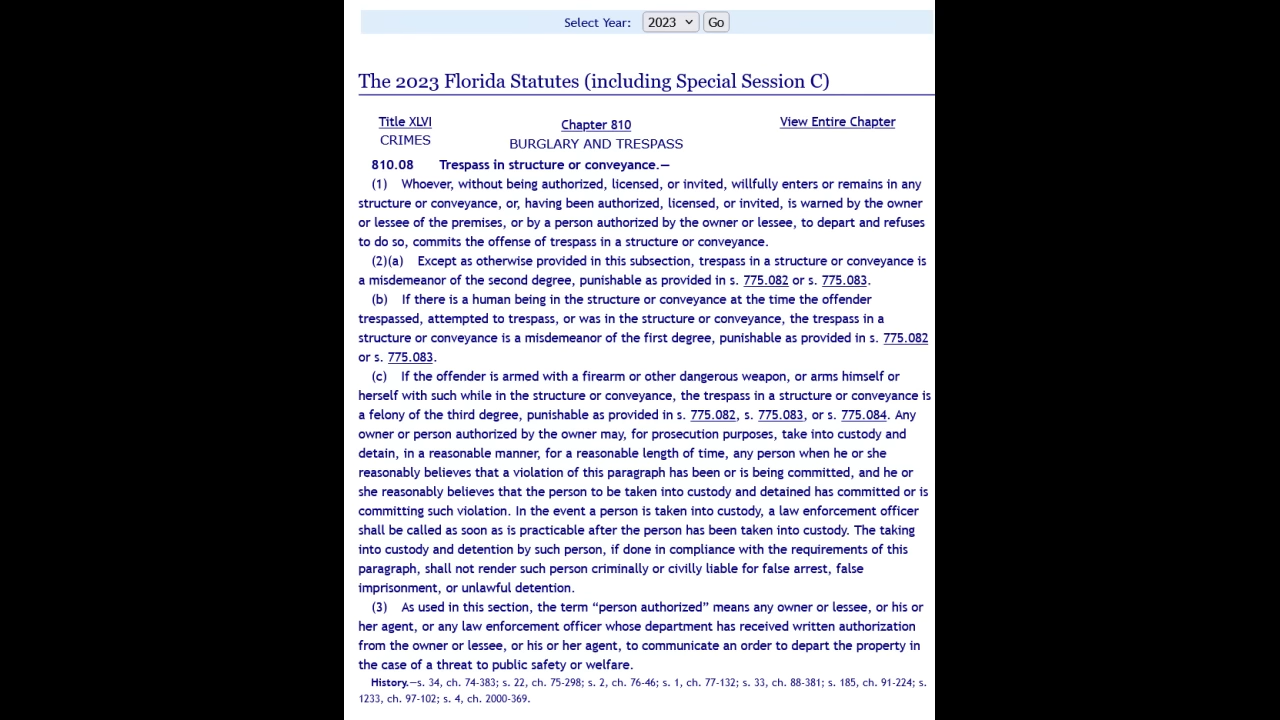 Select Year: 2023 Go
The 2023 Florida Statutes (including Special Session C)
Title XLVI Chapter 810 View Entire Chapter
CRIMES BURGLARY AND TRESPASS
810.08 Trespass in structure or conveyance.—
(1) Whoever, without being authorized, licensed, or invited, willfully enters or remains in any
structure or conveyance, or, having been authorized, licensed, or invited, is warned by the owner
or lessee of the premises, or by a person authorized by the owner or lessee, to depart and refuses
to do so, commits the offense of trespass in a structure or conveyance.
(2)(a) Except as otherwise provided in this subsection, trespass in a structure or conveyance is
a misdemeanor of the second degree, punishable as provided in s. 775.082 or s. 775.083.
(b) If there is a human being in the structure or conveyance at the time the offender
trespassed, attempted to trespass, or was in the structure or conveyance, the trespass in a
structure or conveyance is a misdemeanor of the first degree, punishable as provided in s. 775.082
or s. 775.083.
(c) If the offender is armed with a firearm or other dangerous weapon, or arms himself or
herself with such while in the structure or conveyance, the trespass in a structure or conveyance is
a felony of the third degree, punishable as provided in s. 775.082, s. 775.083, or s. 775.084. Any
owner or person authorized by the owner may, for prosecution purposes, take into custody and
detain, in a reasonable manner, for a reasonable length of time, any person when he or she
reasonably believes that a violation of this paragraph has been or is being committed, and he or
she reasonably believes that the person to be taken into custody and detained has committed or is
committing such violation. In the event a person is taken into custody, a law enforcement officer
shall be called as soon as is practicable after the person has been taken into custody. The taking
into custody and detention by such person, if done in compliance with the requirements of this
paragraph, shall not render such person criminally or civilly liable for false arrest, false
imprisonment, or unlawful detention.
(3) As used in this section, the term “person authorized” means any owner or lessee, or his or
her agent, or any law enforcement officer whose department has received written authorization
from the owner or lessee, or his or her agent, to communicate an order to depart the property in
the case of a threat to public safety or welfare.
History.—s. 34, ch. 74-383; s. 22, ch. 75-298; s. 2, ch. 76-46; s. 1, ch. 77-132; s. 33, ch. 88-381; s. 185, ch. 91-224; s.
1233, ch. 97-102; s. 4, ch. 2000-369.